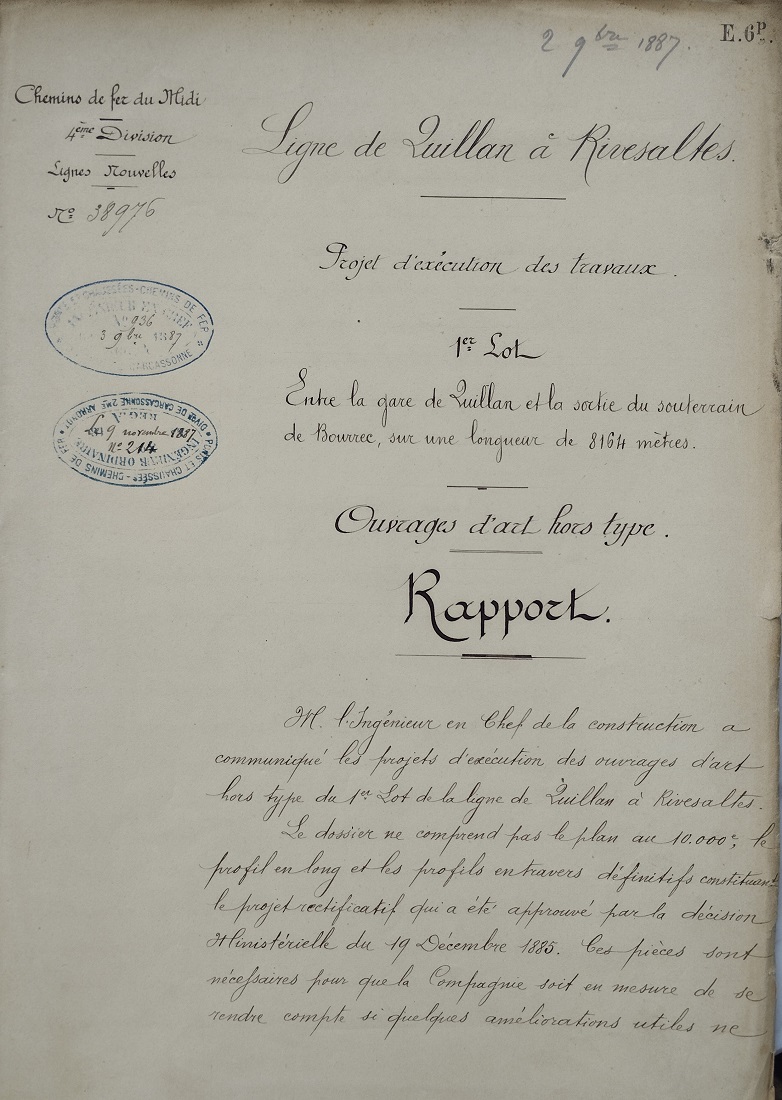 2 9bre 1887.
E.6P.
Chemins de fer du Midi
4ème Division
Lignes Nouvelles
No 38976
Ligne de Quillan à Rivesaltes.
Projet d'exécution des travaux.
1er Lot
Entre la gare de Quillan et la sortie du souterrain
de Bourrec, sur une longueur de 8164 mètres.
Ouvrages d'art hors type.
Rapport.
CHAUSSÉES-CHEMINS DE FER
No 936
3 9bre 1887
CARCASSONNE
PONTS ET CHAUSSÉES - CHEMINS DE FER
DIVon DE CARCASSONNE 2ME ARRONDT
INGÉNIEUR ORDINAIRE
Le 9 novembre 1887
No 214
REÇU
M. l'Ingénieur en Chef de la construction a
communiqué les projets d'exécution des ouvrages d'art
hors type du 1er Lot de la ligne de Quillan à Rivesaltes.
Le dossier ne comprend pas le plan au 10.000e, le
profil en long et les profils en travers définitifs constituant
le projet rectificatif qui a été approuvé par la décision
Ministérielle du 19 Décembre 1885. Ces pièces sont
nécessaires pour que la Compagnie soit en mesure de se
rendre compte si quelques améliorations utiles ne